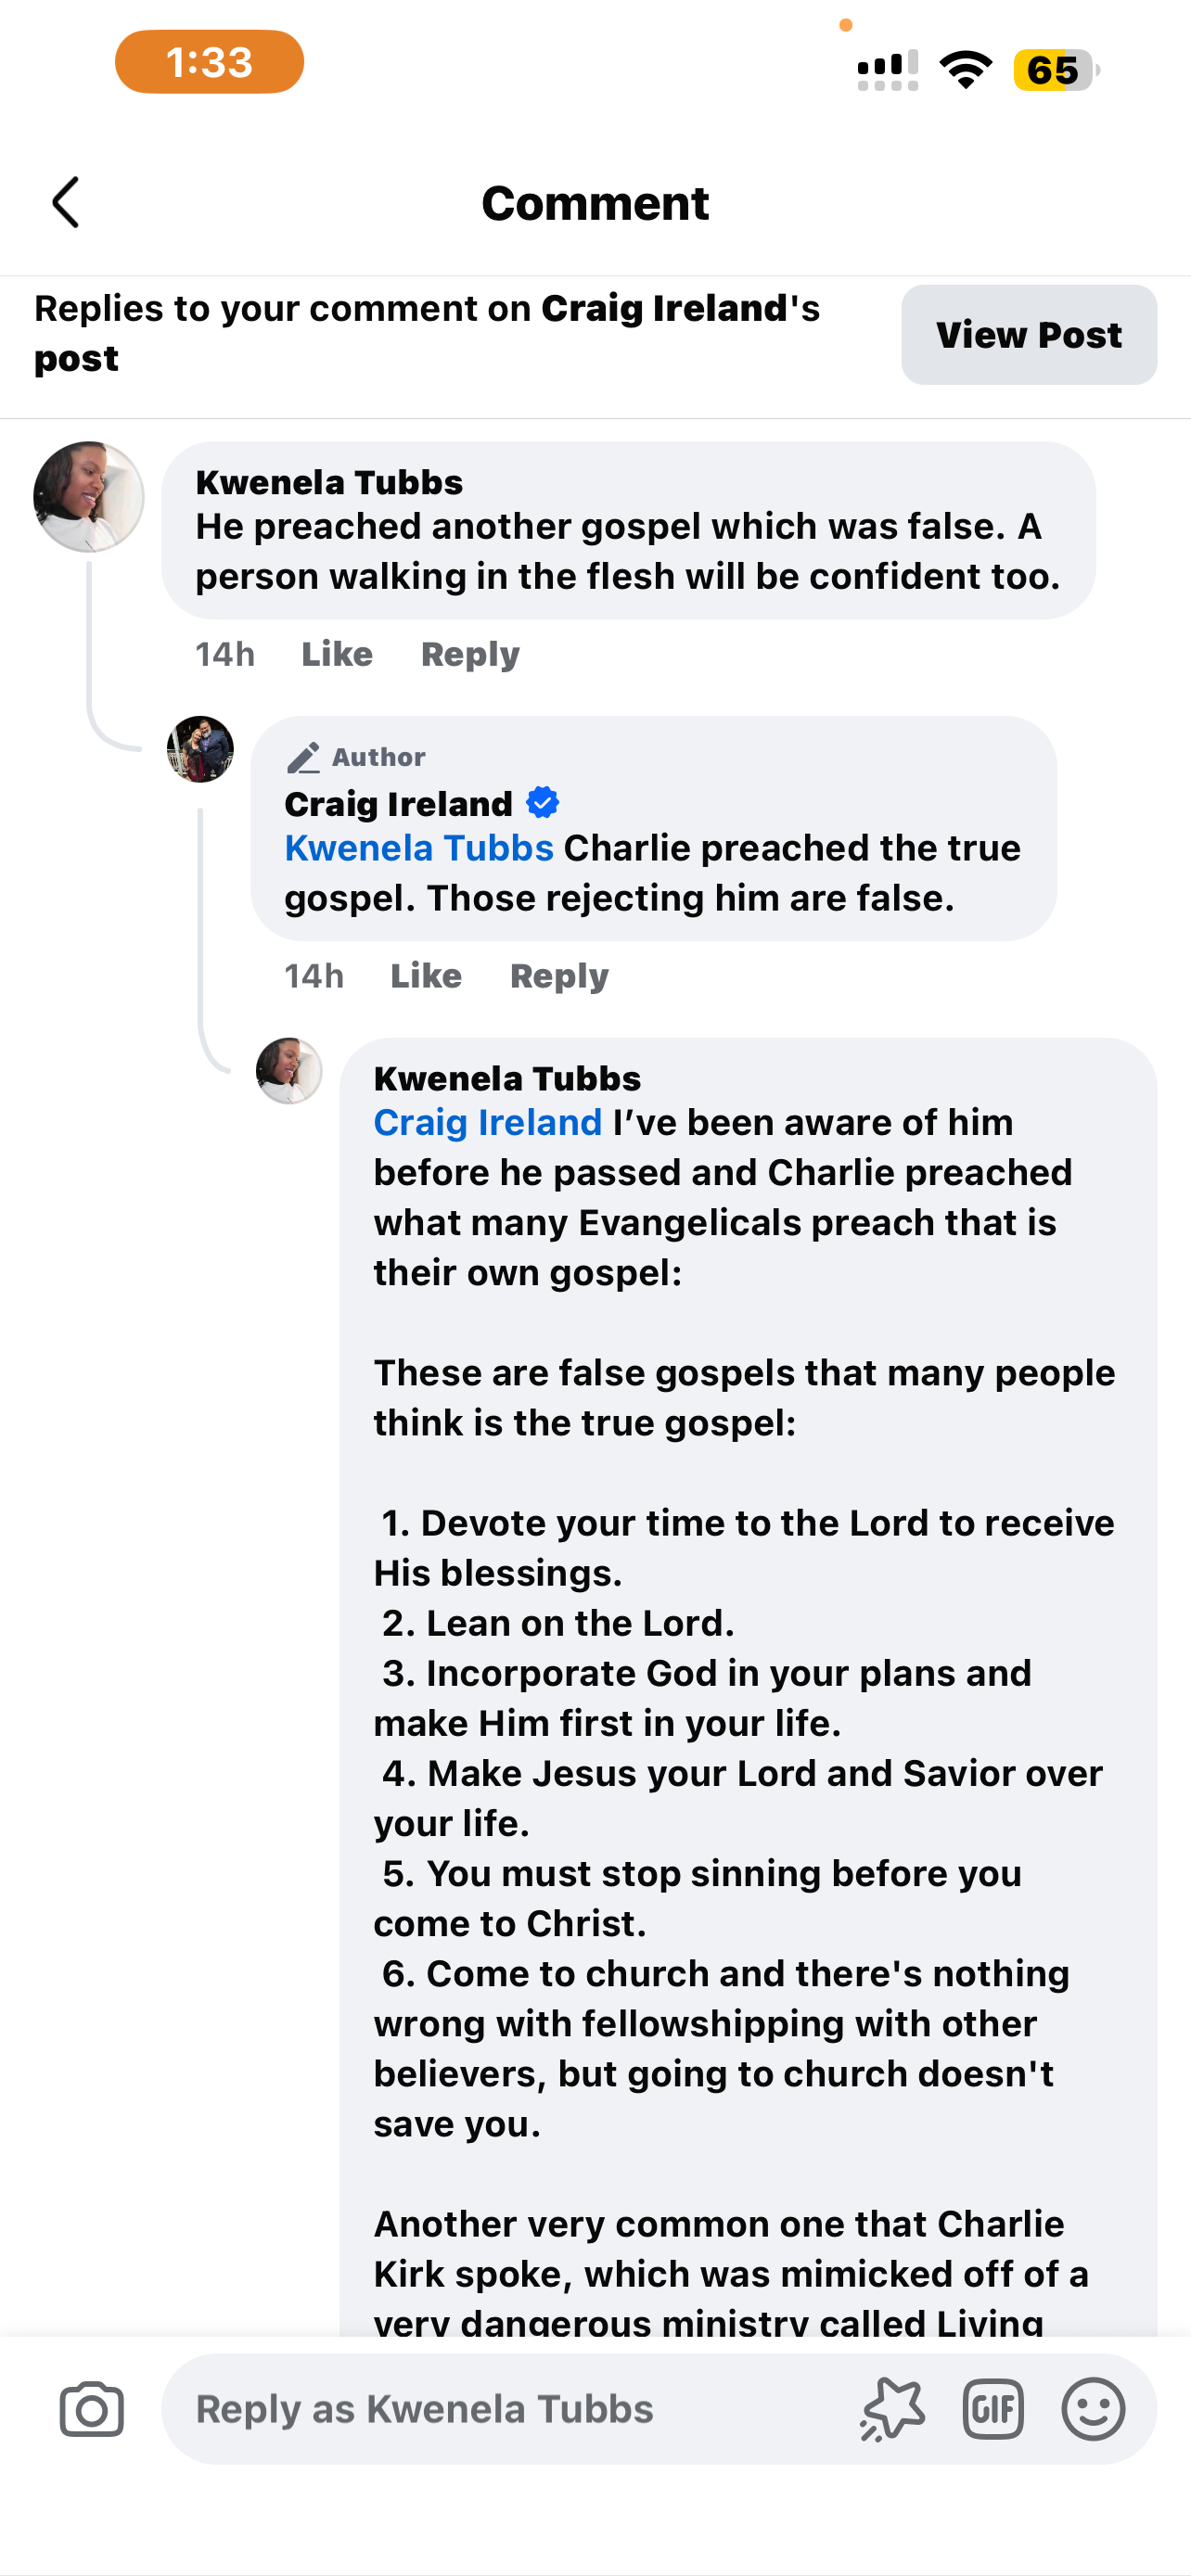 1:33
65
Comment
Replies to your comment on Craig Ireland's
post
View Post
Kwenela Tubbs
He preached another gospel which was false. A
person walking in the flesh will be confident too.
14h Like Reply
Author
Craig Ireland
Kwenela Tubbs Charlie preached the true
gospel. Those rejecting him are false.
14h Like Reply
Kwenela Tubbs
Craig Ireland I’ve been aware of him
before he passed and Charlie preached
what many Evangelicals preach that is
their own gospel:
These are false gospels that many people
think is the true gospel:
1. Devote your time to the Lord to receive
His blessings.
2. Lean on the Lord.
3. Incorporate God in your plans and
make Him first in your life.
4. Make Jesus your Lord and Savior over
your life.
5. You must stop sinning before you
come to Christ.
6. Come to church and there's nothing
wrong with fellowshipping with other
believers, but going to church doesn't
save you.
Another very common one that Charlie
Kirk spoke, which was mimicked off of a
very dangerous ministry called Living
Reply as Kwenela Tubbs
GIF